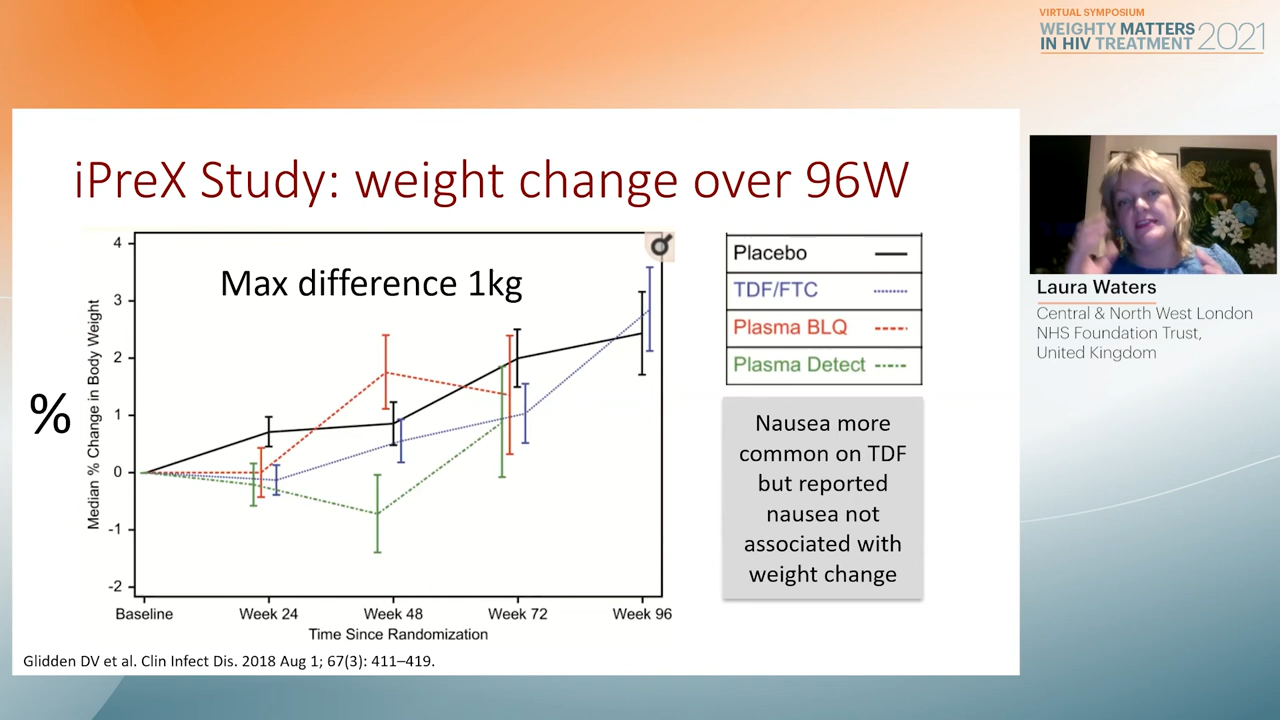 VIRTUAL SYMPOSIUM
WEIGHTY MATTERS
IN HIV TREATMENT 2021
iPreX Study: weight change over 96W
Max difference 1kg
%
Median % Change in Body Weight
4
3
2
1
0
-1
-2
Baseline
Week 24
Week 48
Week 72
Week 96
Time Since Randomization
Placebo
TDF/FTC
Plasma BLQ
Plasma Detect
Nausea more
common on TDF
but reported
nausea not
associated with
weight change
Glidden DV et al. Clin Infect Dis. 2018 Aug 1; 67(3): 411–419.
Laura Waters
Central & North West London
NHS Foundation Trust,
United Kingdom